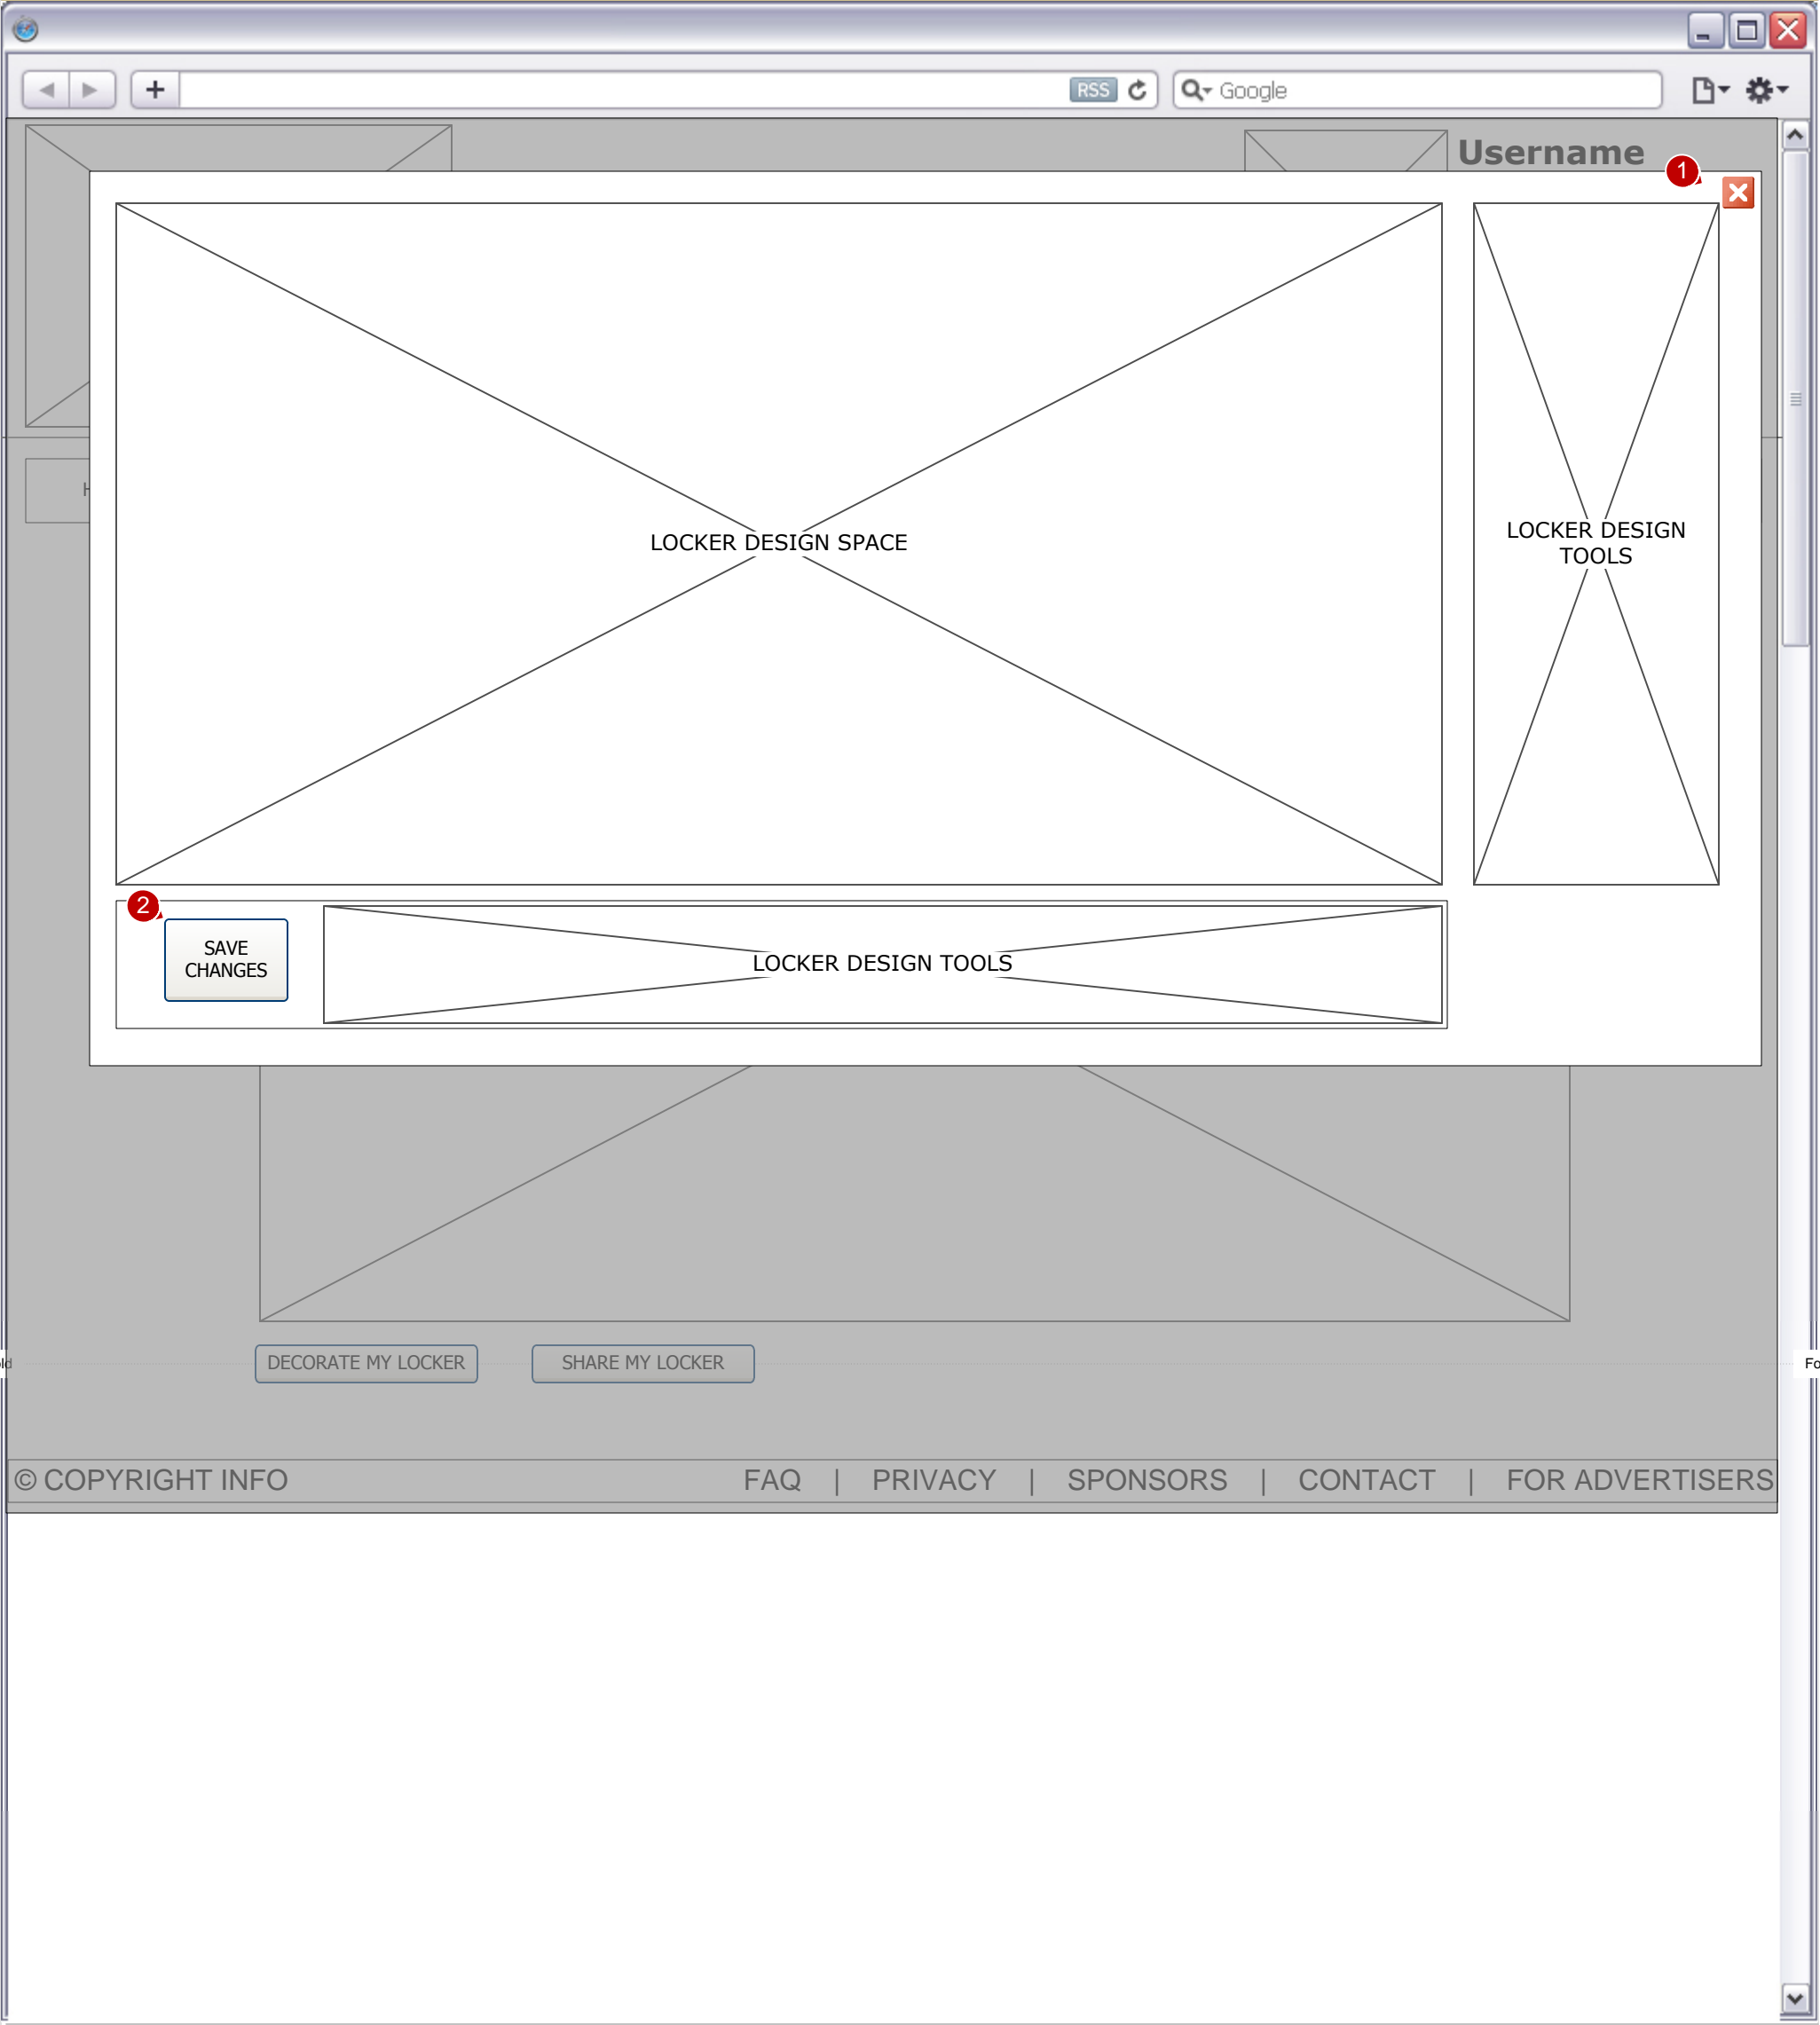 RSS
Google
Username
1
LOCKER DESIGN SPACE
LOCKER DESIGN
TOOLS
2
SAVE
CHANGES
LOCKER DESIGN TOOLS
DECORATE MY LOCKER
SHARE MY LOCKER
© COPYRIGHT INFO
FAQ | PRIVACY | SPONSORS | CONTACT | FOR ADVERTISERS